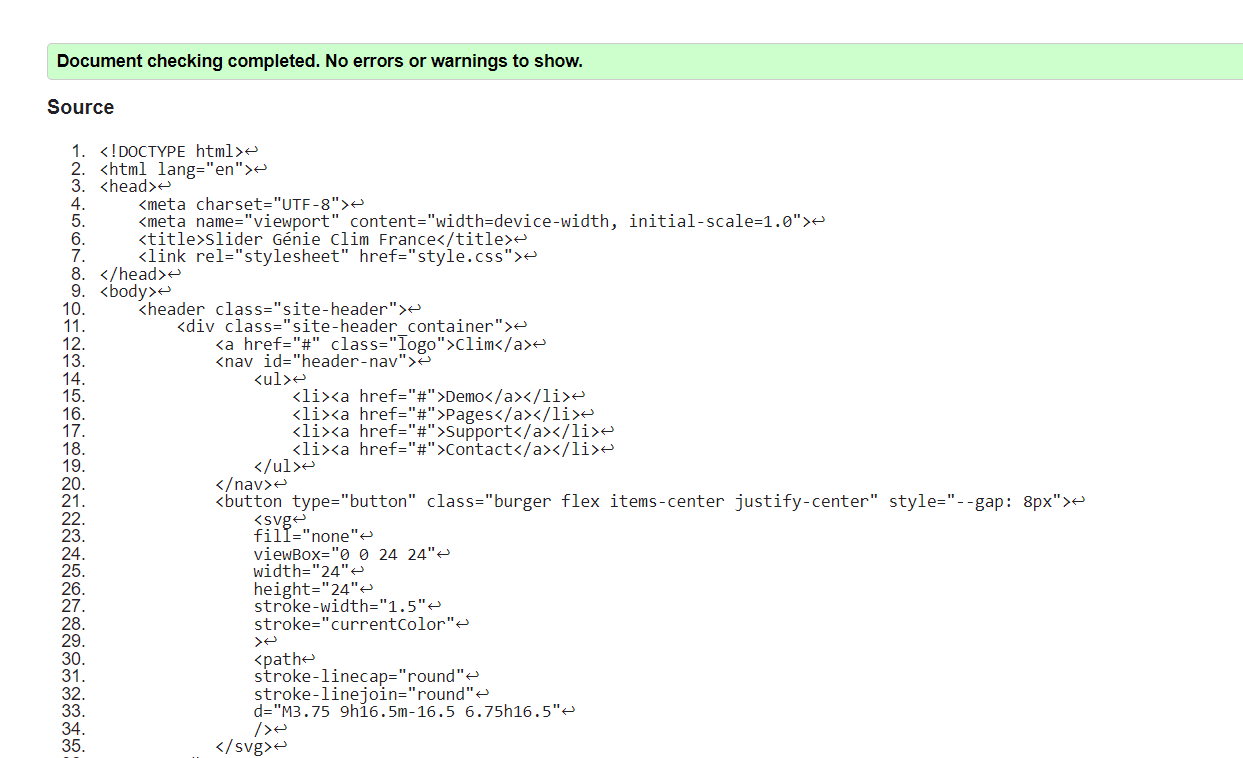 Document checking completed. No errors or warnings to show.
Source
1. <!DOCTYPE html>↩
2. <html lang="en">↩
3. <head>↩
4.     <meta charset="UTF-8">↩
5.     <meta name="viewport" content="width=device-width, initial-scale=1.0">↩
6.     <title>Slider Génie Clim France</title>↩
7.     <link rel="stylesheet" href="style.css">↩
8. </head>↩
9. <body>↩
10.     <header class="site-header">↩
11.         <div class="site-header_container">↩
12.             <a href="#" class="logo">Clim</a>↩
13.             <nav id="header-nav">↩
14.                 <ul>↩
15.                     <li><a href="#">Demo</a></li>↩
16.                     <li><a href="#">Pages</a></li>↩
17.                     <li><a href="#">Support</a></li>↩
18.                     <li><a href="#">Contact</a></li>↩
19.                 </ul>↩
20.             </nav>↩
21.             <button type="button" class="burger flex items-center justify-center" style="--gap: 8px">↩
22.                 <svg↩
23.                 fill="none"↩
24.                 viewBox="0 0 24 24"↩
25.                 width="24"↩
26.                 height="24"↩
27.                 stroke-width="1.5"↩
28.                 stroke="currentColor"↩
29.                 >↩
30.                 <path↩
31.                 stroke-linecap="round"↩
32.                 stroke-linejoin="round"↩
33.                 d="M3.75 9h16.5m-16.5 6.75h16.5"↩
34.                 />↩
35.             </svg>↩